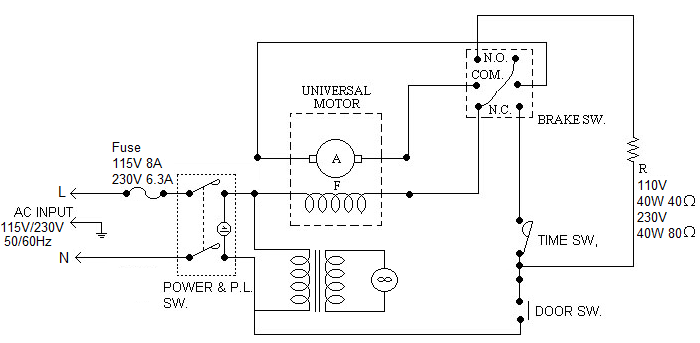 N.O.
COM.
N.C.
BRAKE SW.
UNIVERSAL
MOTOR
A
F
Fuse
115V 8A
230V 6.3A
L
AC INPUT
115V/230V
50/60Hz
N
POWER & P.L.
SW.
R
110V
40W 40Ω
230V
40W 80Ω
TIME SW,
DOOR SW.